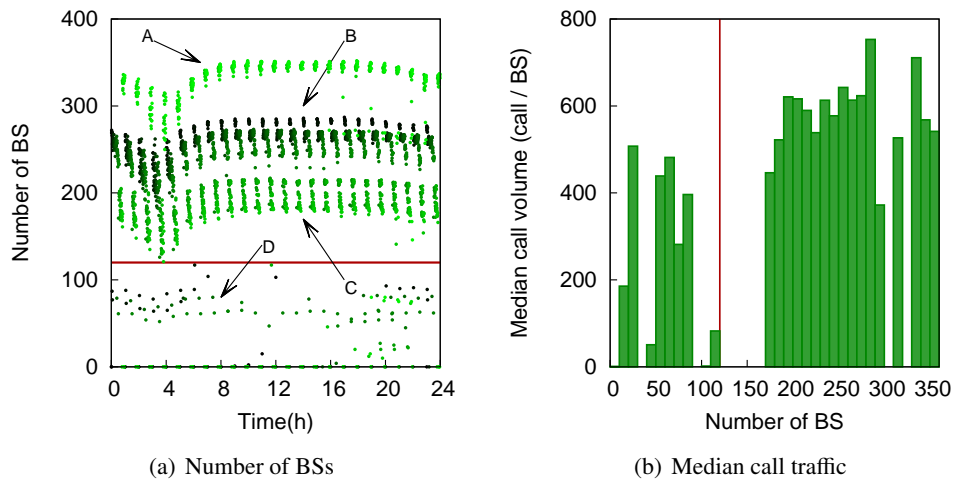 400
300
200
100
0
Number of BS
A
B
C
D
0 4 8 12 16 20 24
Time(h)
(a) Number of BSs
800
600
400
200
0
Median call volume (call / BS)
0 50 100 150 200 250 300 350
Number of BS
(b) Median call traffic